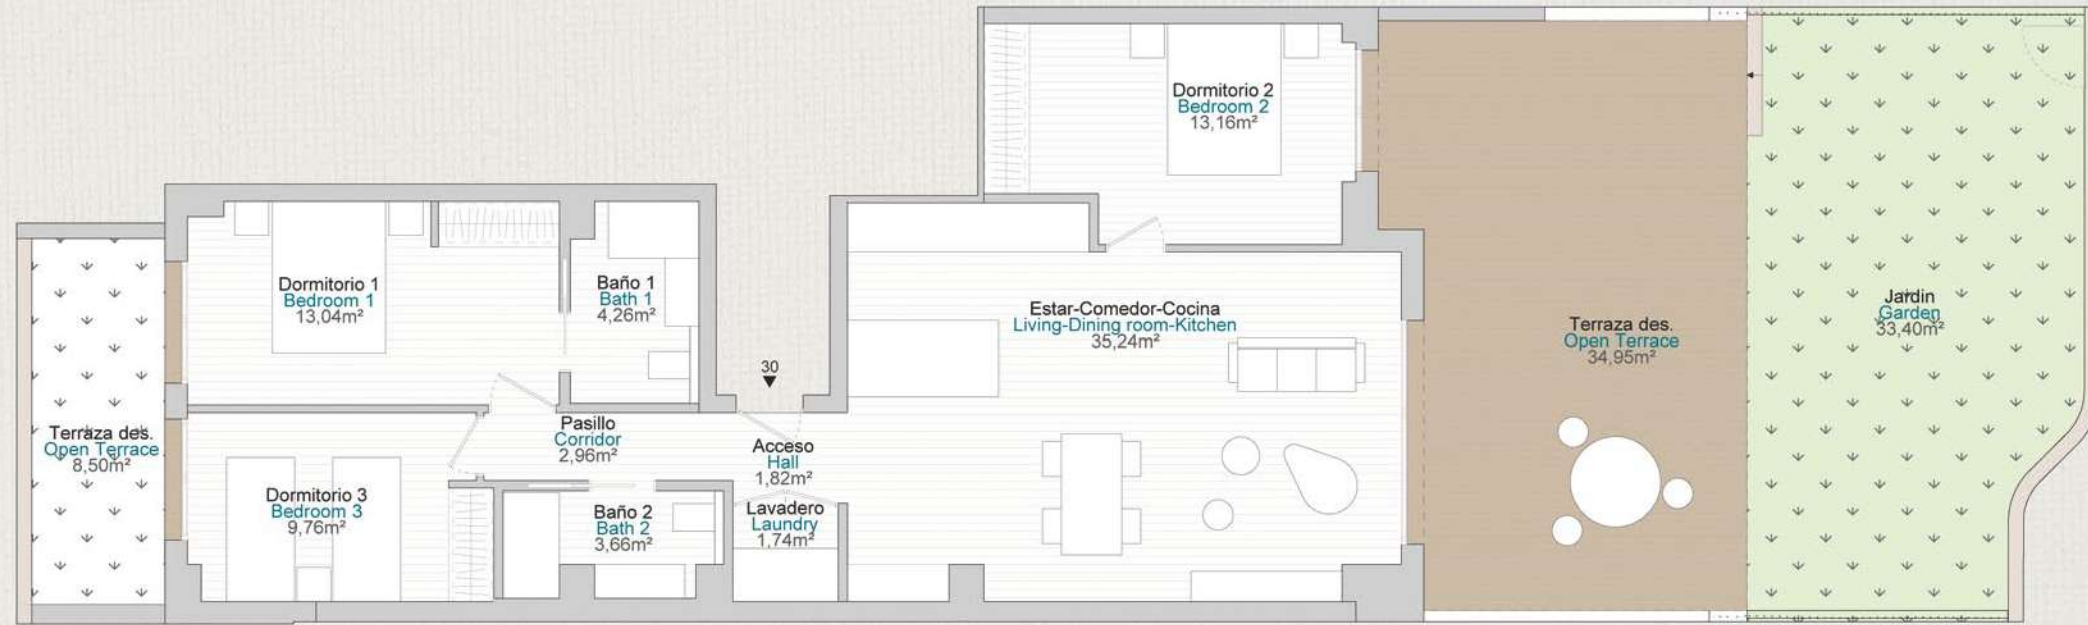 Dormitorio 2
Bedroom 2
13,16m²
Dormitorio 1
Bedroom 1
13,04m²
Baño 1
Bath 1
4,26m²
Estar-Comedor-Cocina
Living-Dining room-Kitchen
35,24m²
Terraza des.
Open Terrace
34,95m²
Jardin
Garden
33,40m²
30
Terraza des.
Open Terrace
8,50m²
Pasillo
Corridor
2,96m²
Acceso
Hall
1,82m²
Dormitorio 3
Bedroom 3
9,76m²
Baño 2
Bath 2
3,66m²
Lavadero
Laundry
1,74m²